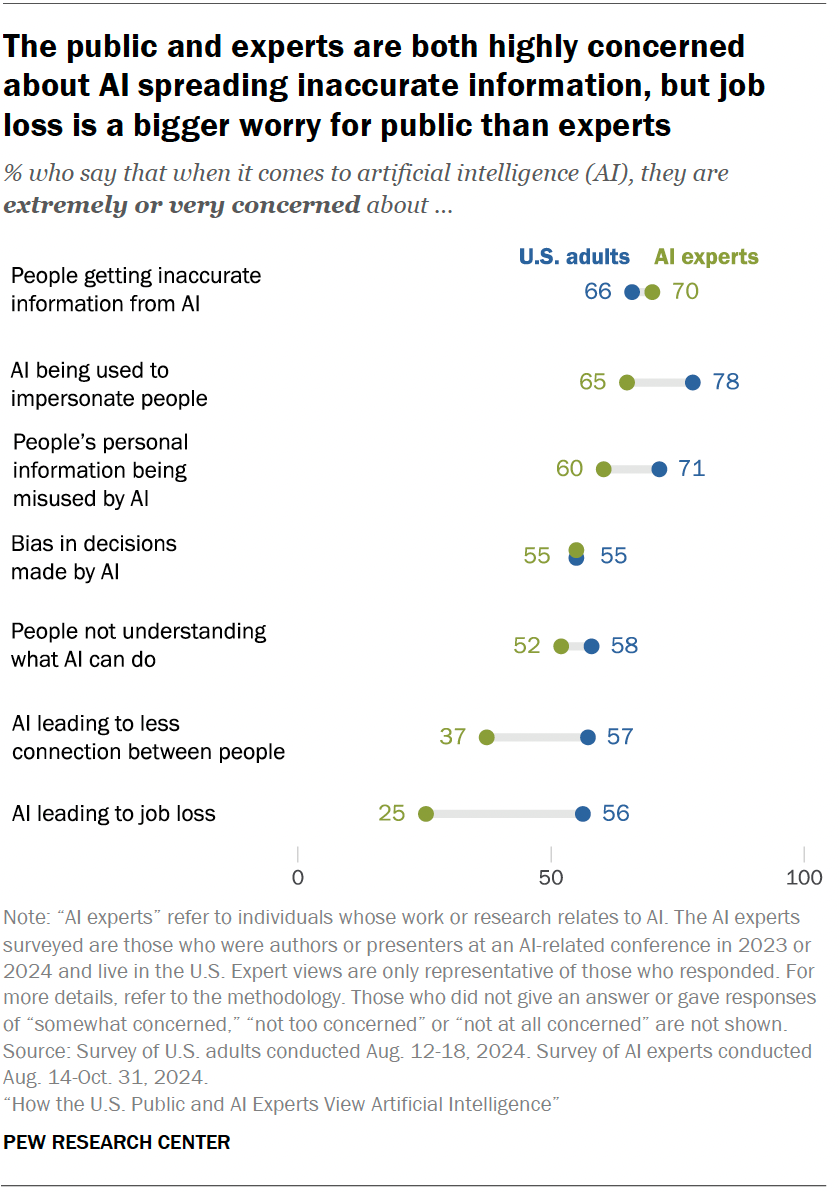 The public and experts are both highly concerned
about AI spreading inaccurate information, but job
loss is a bigger worry for public than experts
% who say that when it comes to artificial intelligence (AI), they are
extremely or very concerned about ...
U.S. adults AI experts
People getting inaccurate
information from AI
66 70
AI being used to
impersonate people
65 78
People’s personal
information being
misused by AI
60 71
Bias in decisions
made by AI
55 55
People not understanding
what AI can do
52 58
AI leading to less
connection between people
37 57
AI leading to job loss
25 56
0 50 100
Note: “AI experts” refer to individuals whose work or research relates to AI. The AI experts
surveyed are those who were authors or presenters at an AI-related conference in 2023 or
2024 and live in the U.S. Expert views are only representative of those who responded. For
more details, refer to the methodology. Those who did not give an answer or gave responses
of “somewhat concerned,” “not too concerned” or “not at all concerned” are not shown.
Source: Survey of U.S. adults conducted Aug. 12-18, 2024. Survey of AI experts conducted
Aug. 14-Oct. 31, 2024.
“How the U.S. Public and AI Experts View Artificial Intelligence”
PEW RESEARCH CENTER